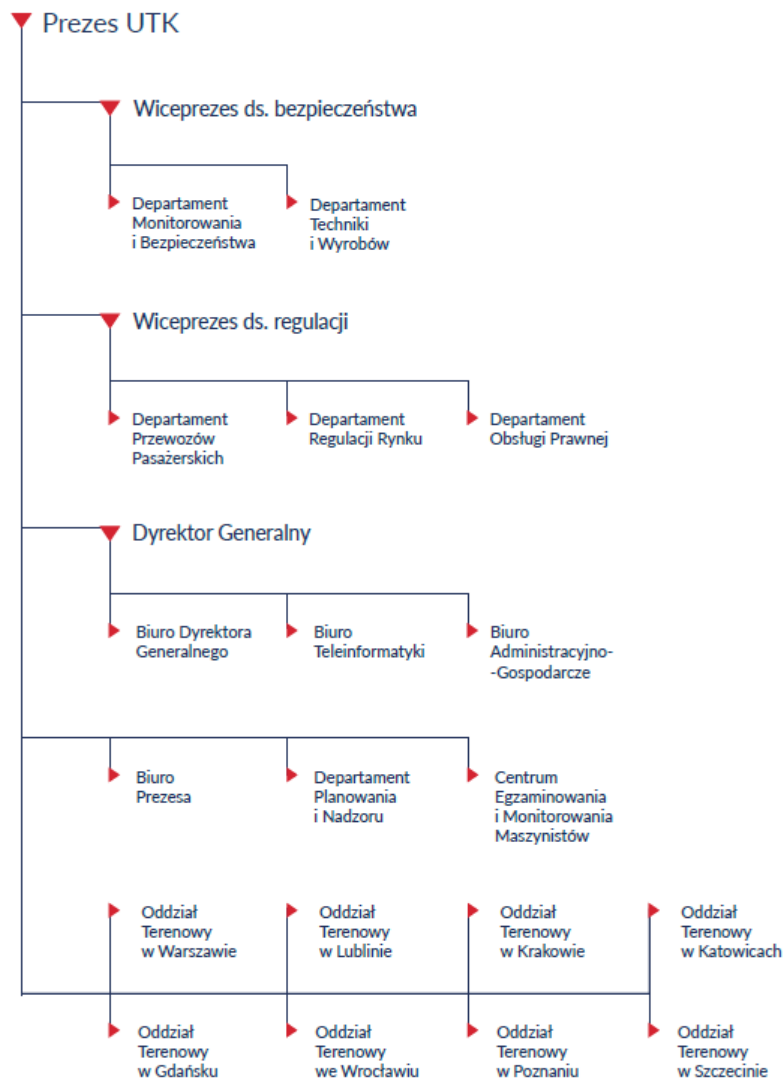 Prezes UTK
Wiceprezes ds. bezpieczeństwa
Departament
Monitorowania
i Bezpieczeństwa
Departament
Techniki
i Wyrobów
Wiceprezes ds. regulacji
Departament
Przewozów
Pasażerskich
Departament
Regulacji Rynku
Departament
Obsługi Prawnej
Dyrektor Generalny
Biuro Dyrektora
Generalnego
Biuro
Teleinformatyki
Biuro
Administracyjno-
-Gospodarcze
Biuro
Prezesa
Departament
Planowania
i Nadzoru
Centrum
Egzaminowania
i Monitorowania
Maszynistów
Oddział
Terenowy
w Warszawie
Oddział
Terenowy
w Lublinie
Oddział
Terenowy
w Krakowie
Oddział
Terenowy
w Katowicach
Oddział
Terenowy
w Gdańsku
Oddział
Terenowy
we Wrocławiu
Oddział
Terenowy
w Poznaniu
Oddział
Terenowy
w Szczecinie